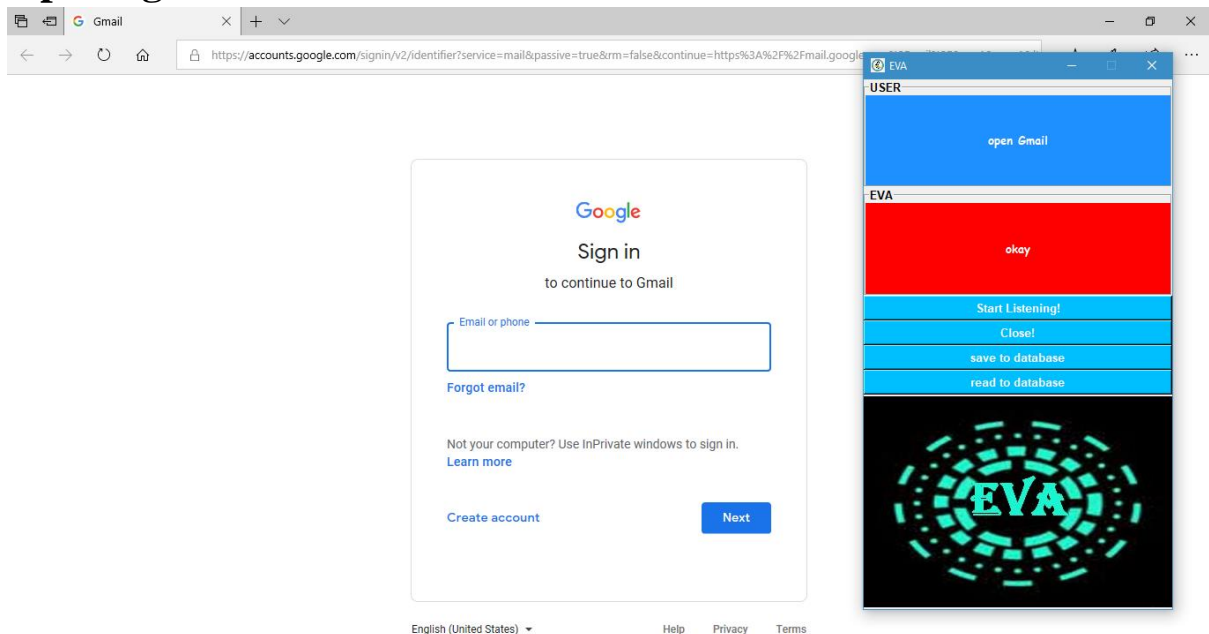 Gmail
https://accounts.google.com/signin/v2/identifier?service=mail&passive=true&rm=false&continue=https%3A%2F%2Fmail.google
Google
Sign in
to continue to Gmail
Email or phone
Forgot email?
Not your computer? Use InPrivate windows to sign in.
Learn more
Create account
Next
English (United States)
Help Privacy Terms
EVA
USER
open Gmail
EVA
okay
Start Listening!
Close!
save to database
read to database
EVA